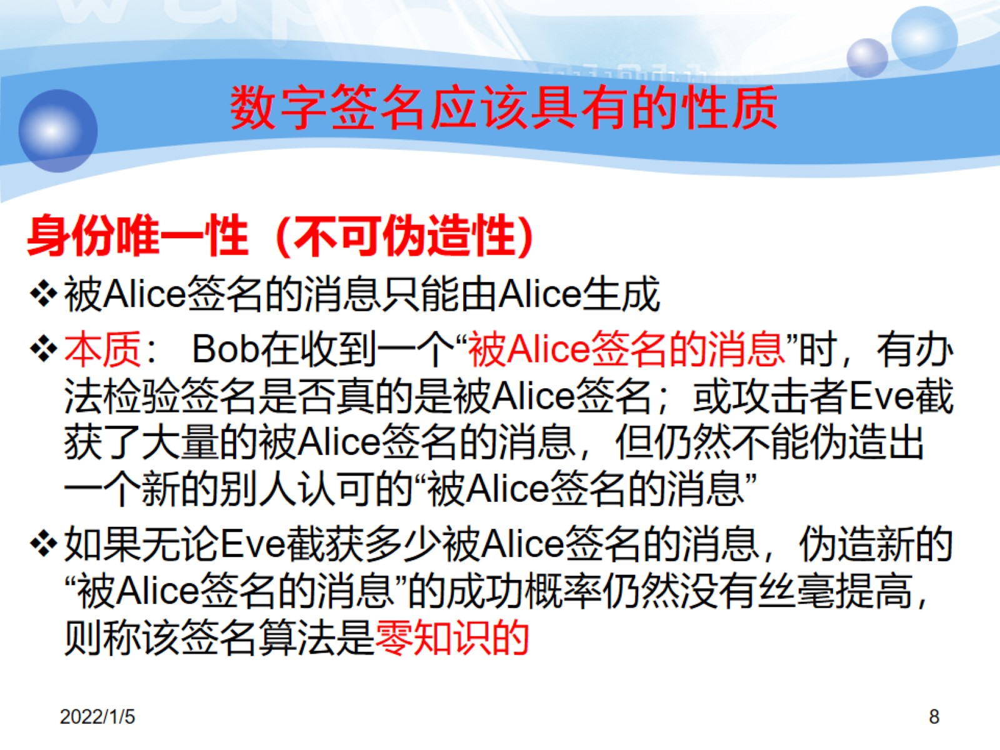 数字签名应该具有的性质
身份唯一性（不可伪造性）
❖被Alice签名的消息只能由Alice生成
❖本质： Bob在收到一个“被Alice签名的消息”时，有办
法检验签名是否真的是被Alice签名；或攻击者Eve截
获了大量的被Alice签名的消息，但仍然不能伪造出
一个新的别人认可的“被Alice签名的消息”
❖如果无论Eve截获多少被Alice签名的消息，伪造新的
“被Alice签名的消息”的成功概率仍然没有丝毫提高，
则称该签名算法是零知识的
2022/1/5
8